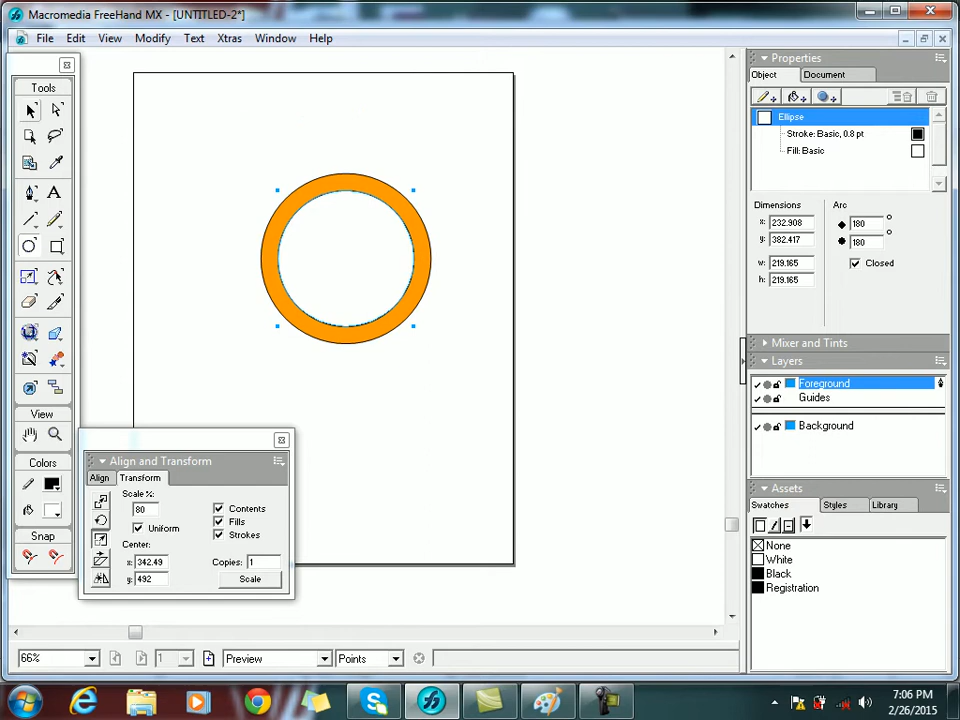 Macromedia FreeHand MX - [UNTITLED-2*]
File Edit View Modify Text Xtras Window Help
Tools
View
Colors
Snap
Align and Transform
Align Transform
Scale %:
80
Uniform
Center:
x: 342.49
y: 492
Contents
Fills
Strokes
Copies: 1
Scale
66%
1
Preview
Points
Properties
Object Document
Ellipse
Stroke: Basic, 0.8 pt
Fill: Basic
Dimensions
x: 232.908
y: 382.417
w: 219.165
h: 219.165
Arc
180
180
Closed
Mixer and Tints
Layers
Foreground
Guides
Background
Assets
Swatches Styles Library
None
White
Black
Registration
7:06 PM
2/26/2015